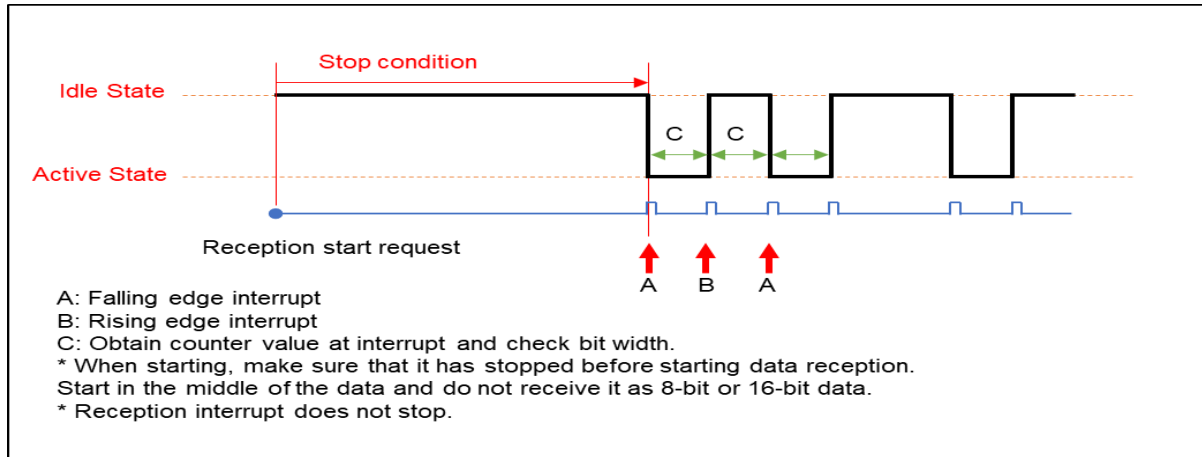 Stop condition
Idle State
C
C
Active State
Reception start request
A
B
A
A: Falling edge interrupt
B: Rising edge interrupt
C: Obtain counter value at interrupt and check bit width.
* When starting, make sure that it has stopped before starting data reception.
Start in the middle of the data and do not receive it as 8-bit or 16-bit data.
* Reception interrupt does not stop.